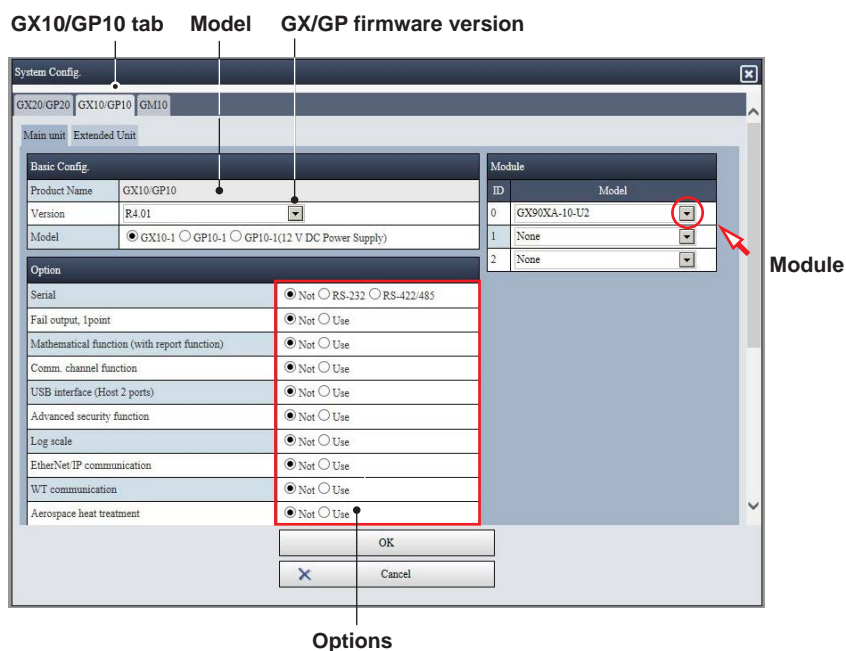 GX10/GP10 tab Model GX/GP firmware version
System Config.
GX20/GP20 GX10/GP10 GM10
Main unit Extended Unit
Basic Config.
Product Name GX10/GP10
Version R4.01
Model GX10-1 GP10-1 GP10-1(12 V DC Power Supply)
Module
ID Model
0 GX90XA-10-U2
1 None
2 None
Module
Option
Serial Not RS-232 RS-422/485
Fail output, 1point Not Use
Mathematical function (with report function) Not Use
Comm. channel function Not Use
USB interface (Host 2 ports) Not Use
Advanced security function Not Use
Log scale Not Use
EtherNet/IP communication Not Use
WT communication Not Use
Aerospace heat treatment Not Use
OK
Cancel
Options